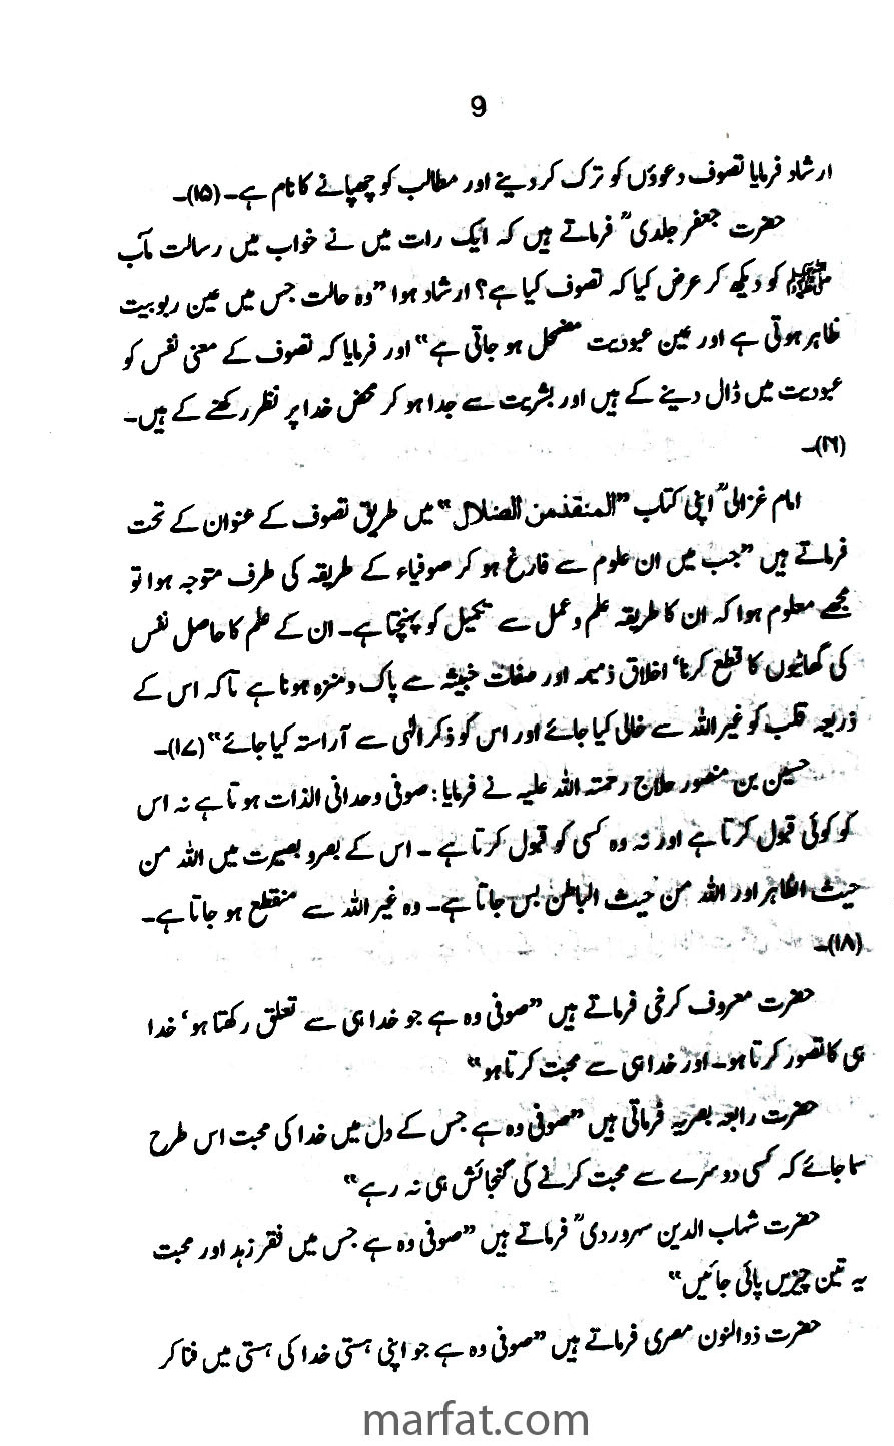 9
ارشاد فرمایا تصوف دعوؤں کو ترک کر دینے اور مطالب کو چھپانے کا نام ہے۔ (۱۵)۔
حضرت جعفر جلدیؒ فرماتے ہیں کہ ایک رات میں نے خواب میں رسالت مآب
ﷺ کو دیکھ کر عرض کیا کہ تصوف کیا ہے؟ ارشاد ہوا "وہ حالت جس میں عین ربوبیت
ظاہر ہوتی ہے اور عین عبودیت مضمحل ہو جاتی ہے" اور فرمایا کہ تصوف کے معنی نفس کو
عبودیت میں ڈال دینے کے ہیں اور بشریت سے جدا ہو کر محض خدا پر نظر رکھنے کے ہیں۔
(۱۶)۔
امام غزالیؒ اپنی کتاب "المنقذ من الضلال" میں طریق تصوف کے عنوان کے تحت
فرماتے ہیں "جب میں ان علوم سے فارغ ہو کر صوفیاء کے طریقہ کی طرف متوجہ ہوا تو
مجھے معلوم ہوا کہ ان کا طریقہ علم و عمل سے تکمیل کو پہنچتا ہے۔ ان کے علم کا حاصل نفس
کی گھاٹیوں کا قطع کرنا، اخلاق ذمیمہ اور صفات خبیثہ سے پاک و منزہ ہونا ہے تاکہ اس کے
ذریعہ قلب کو غیر اللہ سے خالی کیا جائے اور اس کو ذکر الٰہی سے آراستہ کیا جائے" (۱۷)۔
حسین بن منصور حلاج رحمتہ اللہ علیہ نے فرمایا : صوفی وحدانی الذات ہوتا ہے نہ اس
کو کوئی قبول کرتا ہے اور نہ وہ کسی کو قبول کرتا ہے ۔ اس کے بصر و بصیرت میں اللہ من
حیث الظاہر اور اللہ من حیث الباطن بس جاتا ہے۔ وہ غیر اللہ سے منقطع ہو جاتا ہے۔
(۱۸)۔
حضرت معروف کرخی فرماتے ہیں "صوفی وہ ہے جو خدا ہی سے تعلق رکھتا ہو، خدا
ہی کا تصور کرتا ہو۔ اور خدا ہی سے محبت کرتا ہو"
حضرت رابعہ بصریہ فرماتی ہیں "صوفی وہ ہے جس کے دل میں خدا کی محبت اس طرح
سما جائے کہ کسی دوسرے سے محبت کرنے کی گنجائش ہی نہ رہے"
حضرت شہاب الدین سہروردیؒ فرماتے ہیں "صوفی وہ ہے جس میں فقر زہد اور محبت
یہ تین چیزیں پائی جائیں"
حضرت ذوالنون مصری فرماتے ہیں "صوفی وہ ہے جو اپنی ہستی خدا کی ہستی میں فنا کر
marfat.com